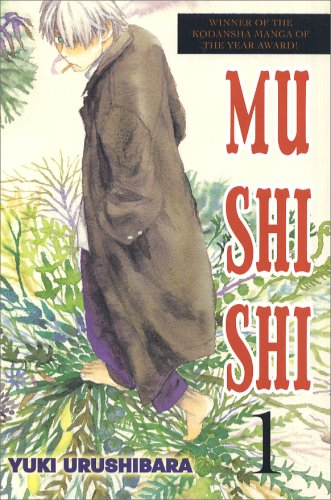 WINNER OF THE
KODANSHA MANGA OF
THE YEAR AWARD!
MU
SHI
SHI
1
YUKI URUSHIBARA